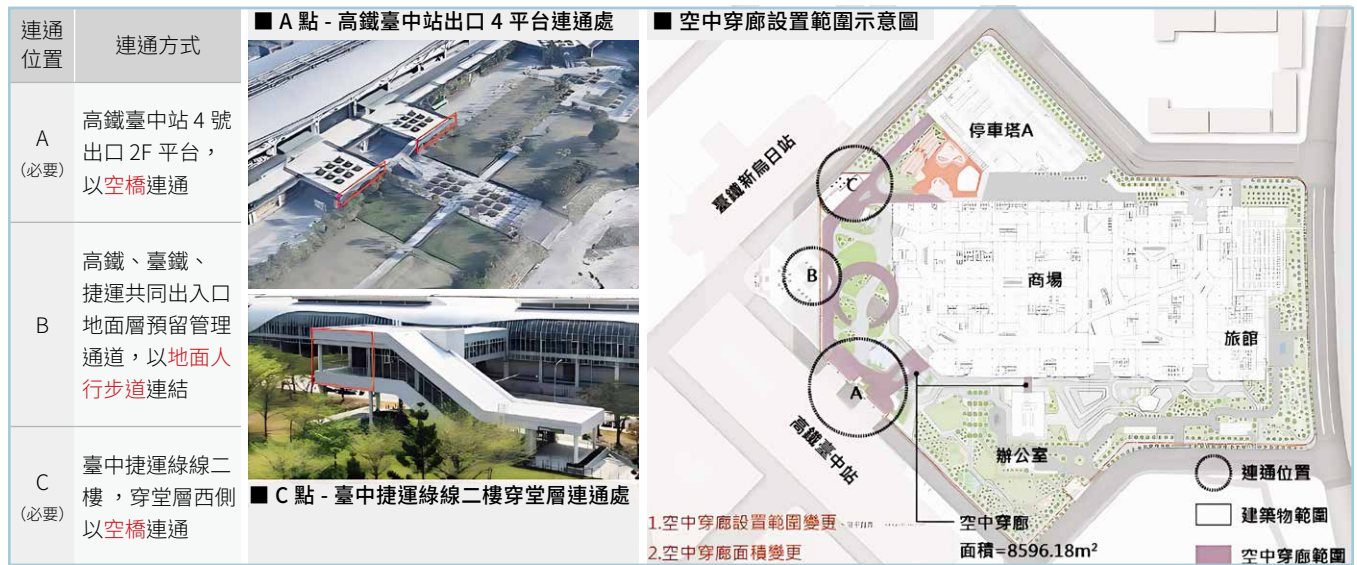 連通
位置
連通方式
A
(必要)
高鐵臺中站 4 號
出口 2F 平台，
以空橋連通
B
高鐵、臺鐵、
捷運共同出入口
地面層預留管理
通道，以地面人
行步道連結
C
(必要)
臺中捷運綠線二
樓 ，穿堂層西側
以空橋連通
■ A 點 - 高鐵臺中站出口 4 平台連通處
■ C 點 - 臺中捷運綠線二樓穿堂層連通處
■ 空中穿廊設置範圍示意圖
停車塔A
臺鐵新烏日站
C
B
商場
旅館
A
高鐵臺中站
辦公室
1.空中穿廊設置範圍變更
2.空中穿廊面積變更
空中穿廊
面積=8596.18m²
連通位置
建築物範圍
空中穿廊範圍